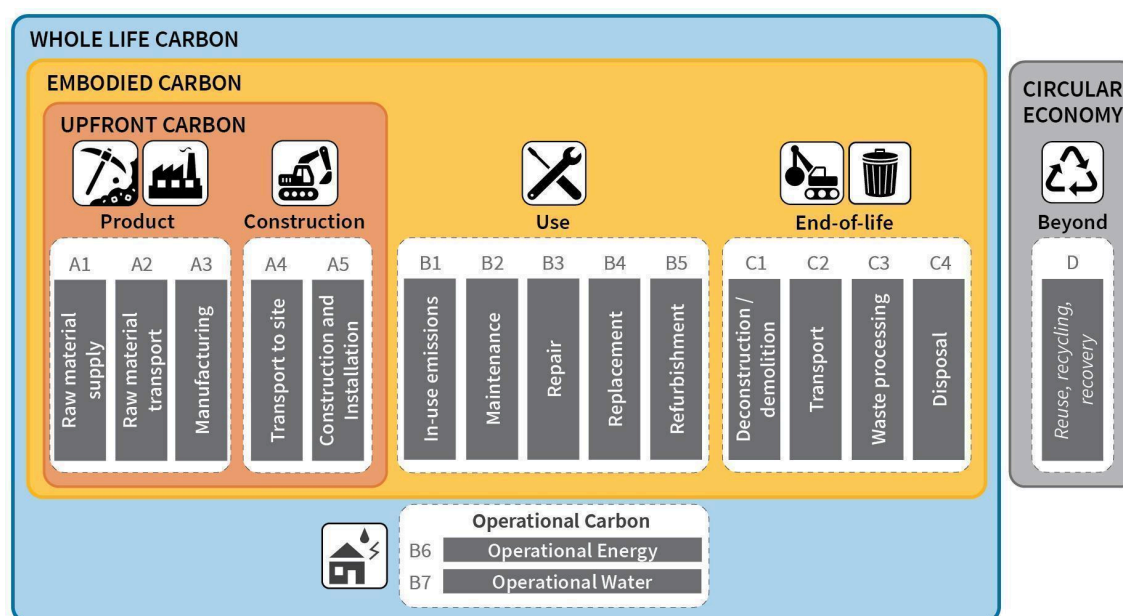 WHOLE LIFE CARBON
EMBODIED CARBON
UPFRONT CARBON
Product
Construction
Use
End-of-life
A1
A2
A3
A4
A5
B1
B2
B3
B4
B5
C1
C2
C3
C4
Raw material
supply
Raw material
transport
Manufacturing
Transport to site
Construction and
Installation
In-use emissions
Maintenance
Repair
Replacement
Refurbishment
Deconstruction /
demolition
Transport
Waste processing
Disposal
Operational Carbon
B6
Operational Energy
B7
Operational Water
CIRCULAR
ECONOMY
Beyond
D
Reuse, recycling,
recovery